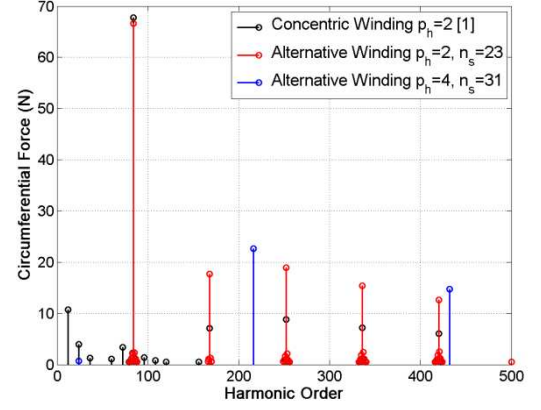 70
60
50
40
30
20
10
0
Circumferential Force (N)
Concentric Winding p_h=2 [1]
Alternative Winding p_h=2, n_s=23
Alternative Winding p_h=4, n_s=31
0 100 200 300 400 500
Harmonic Order